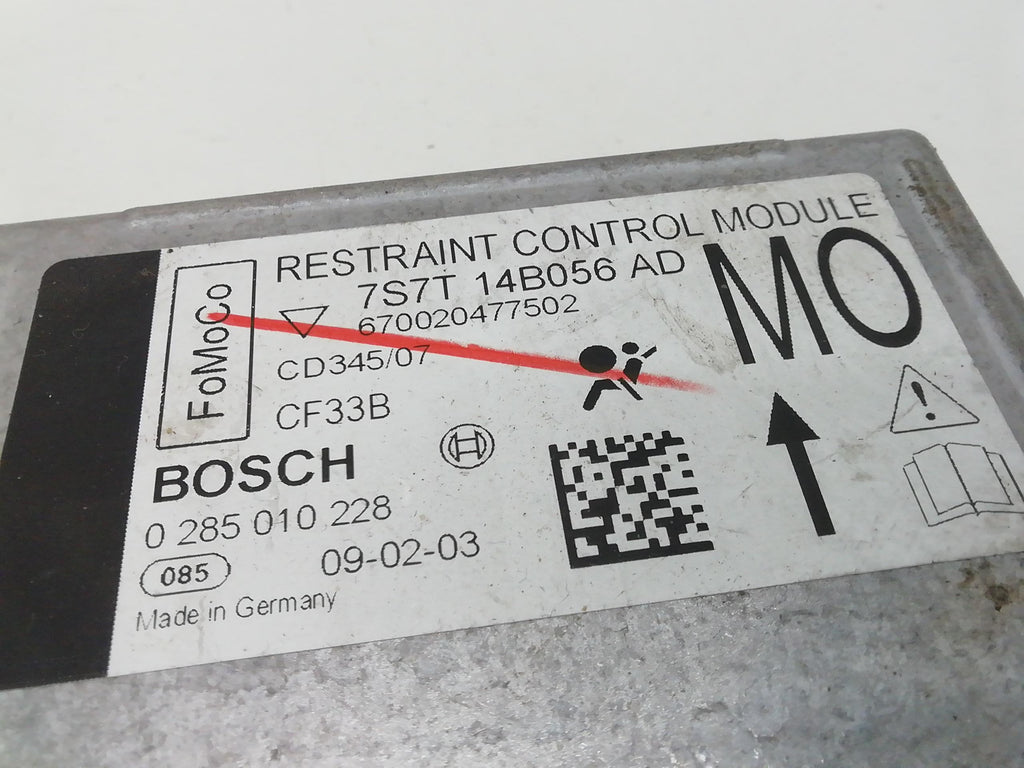 FoMoCo
RESTRAINT CONTROL MODULE
7S7T 14B056 AD
670020477502
CD345/07
CF33B
MO
BOSCH
0 285 010 228
085
09-02-03
Made in Germany